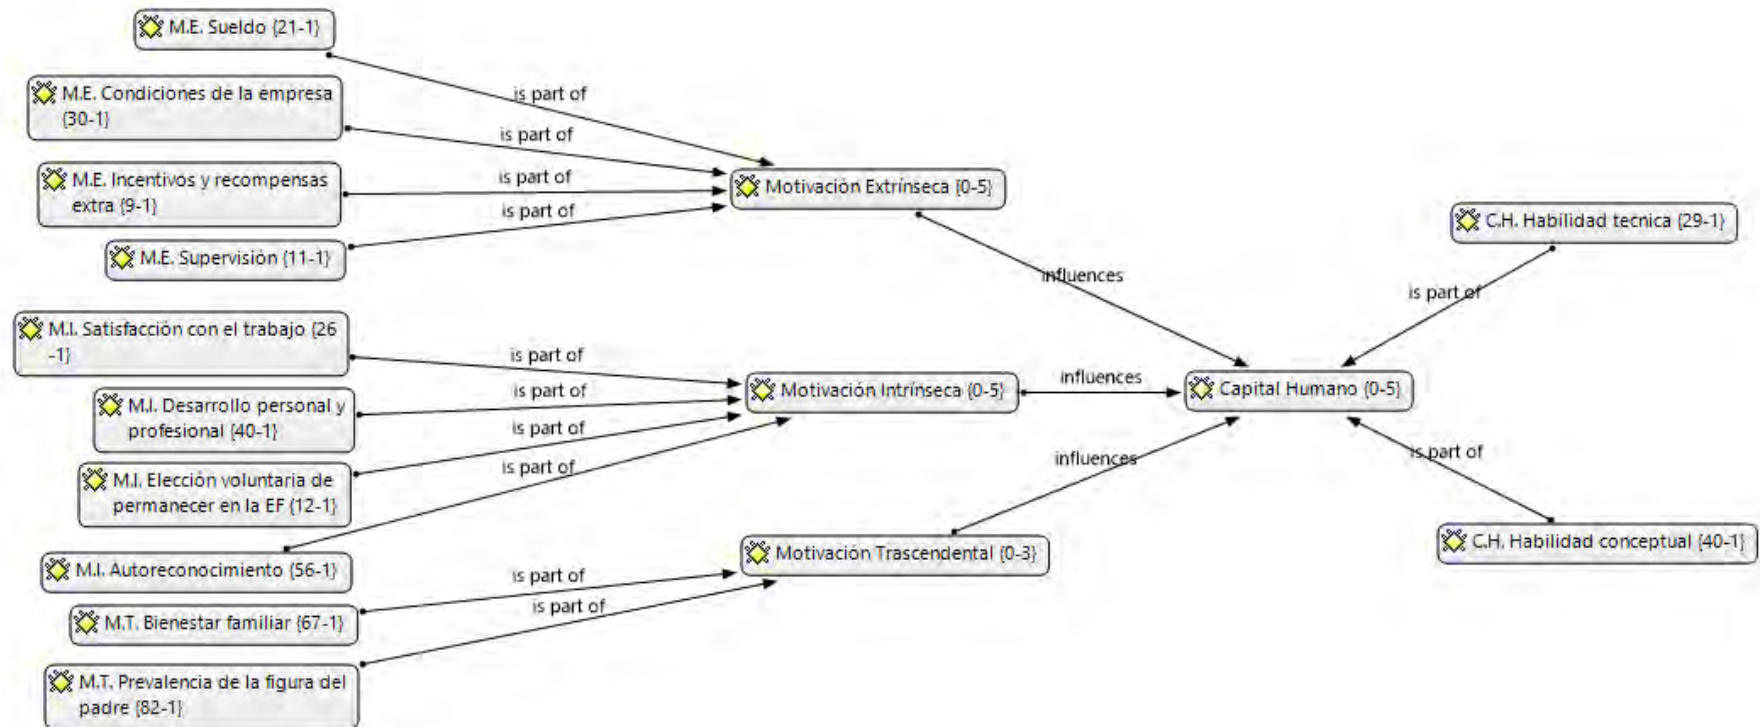 M.E. Sueldo {21-1}
is part of
M.E. Condiciones de la empresa
{30-1}
is part of
M.E. Incentivos y recompensas
extra {9-1}
is part of
is part of
M.E. Supervisión {11-1}
Motivación Extrínseca {0-5}
influences
C.H. Habilidad tecnica {29-1}
is part of
M.I. Satisfacción con el trabajo {26
-1}
is part of
M.I. Desarrollo personal y
profesional {40-1}
is part of
is part of
M.I. Elección voluntaria de
permanecer en la EF {12-1}
is part of
M.I. Autoreconocimiento {56-1}
Motivación Intrínseca {0-5}
influences
Capital Humano {0-5}
influences
is part of
C.H. Habilidad conceptual {40-1}
Motivación Trascendental {0-3}
is part of
M.T. Bienestar familiar {67-1}
is part of
M.T. Prevalencia de la figura del
padre {82-1}